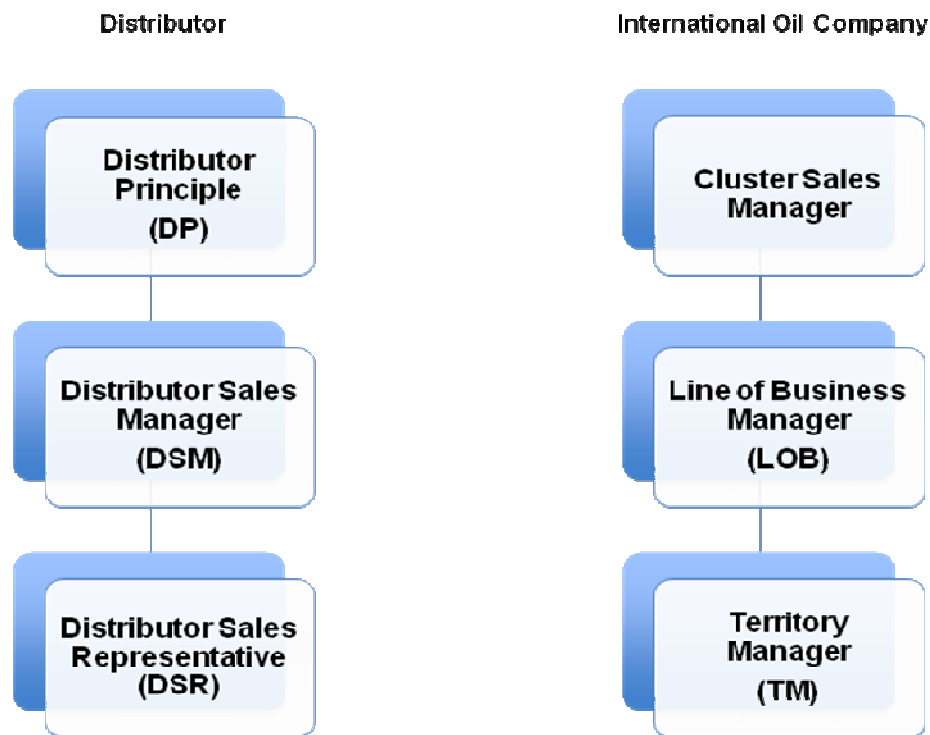 Distributor
International Oil Company
Distributor
Principle
(DP)
Cluster Sales
Manager
Distributor Sales
Manager
(DSM)
Line of Business
Manager
(LOB)
Distributor Sales
Representative
(DSR)
Territory
Manager
(TM)